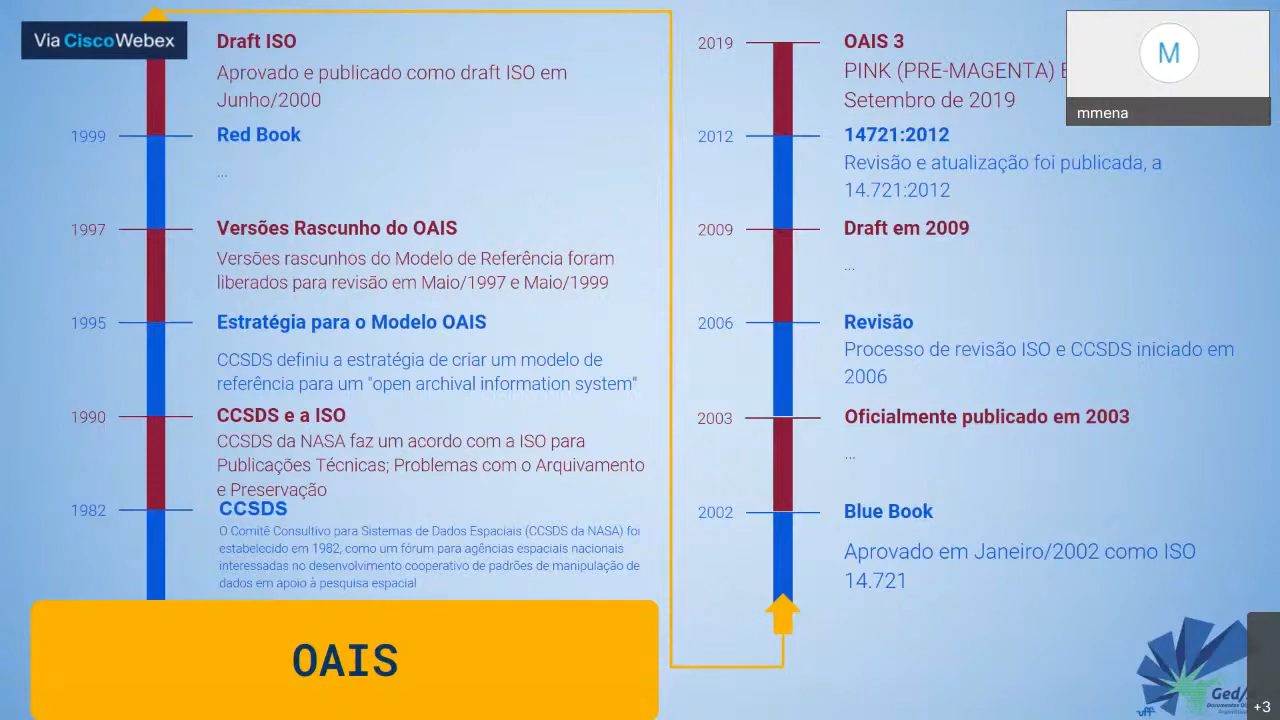 Via CiscoWebex
Draft ISO
Aprovado e publicado como draft ISO em
Junho/2000
1999
Red Book
...
1997
Versões Rascunho do OAIS
Versões rascunhos do Modelo de Referência foram
liberados para revisão em Maio/1997 e Maio/1999
1995
Estratégia para o Modelo OAIS
CCSDS definiu a estratégia de criar um modelo de
referência para um "open archival information system"
1990
CCSDS e a ISO
CCSDS da NASA faz um acordo com a ISO para
Publicações Técnicas; Problemas com o Arquivamento
e Preservação
1982
CCSDS
O Comitê Consultivo para Sistemas de Dados Espaciais (CCSDS da NASA) foi
estabelecido em 1982, como um fórum para agências espaciais nacionais
interessadas no desenvolvimento cooperativo de padrões de manipulação de
dados em apoio à pesquisa espacial
OAIS
2019
OAIS 3
PINK (PRE-MAGENTA)
Setembro de 2019
2012
14721:2012
Revisão e atualização foi publicada, a
14.721:2012
2009
Draft em 2009
...
2006
Revisão
Processo de revisão ISO e CCSDS iniciado em
2006
2003
Oficialmente publicado em 2003
...
2002
Blue Book
Aprovado em Janeiro/2002 como ISO
14.721
M
mmena
Ged/
uff
+3